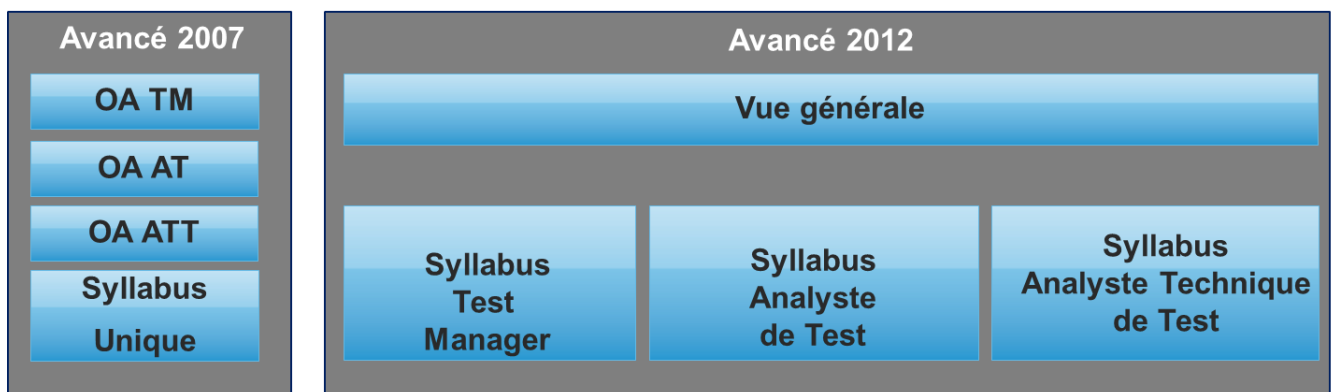 Avancé 2007
OA TM
OA AT
OA ATT
Syllabus
Unique
Avancé 2012
Vue générale
Syllabus
Test
Manager
Syllabus
Analyste
de Test
Syllabus
Analyste Technique
de Test